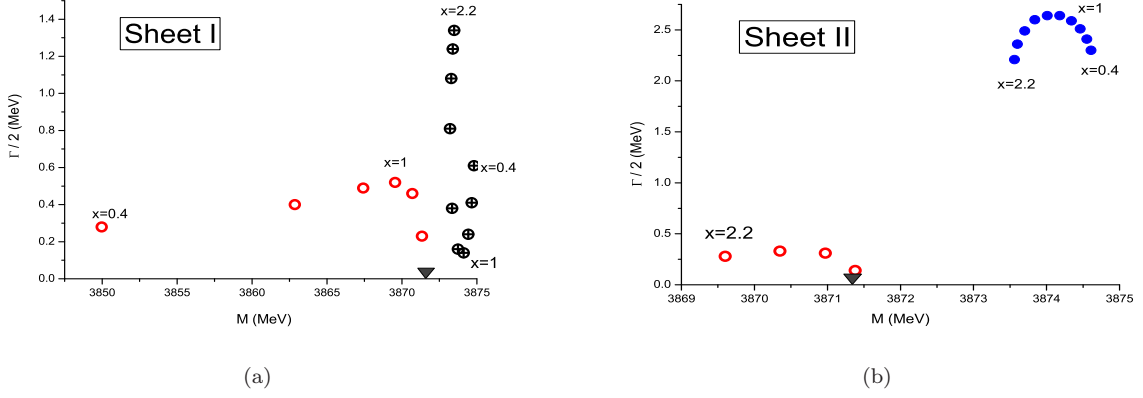 Sheet I
x=2.2
x=1
x=0.4
x=0.4
x=1
1.4
1.2
1.0
0.8
0.6
0.4
0.2
0.0
Γ / 2 (MeV)
3850 3855 3860 3865 3870 3875
M (MeV)
(a)
Sheet II
x=1
x=2.2
x=0.4
x=2.2
2.5
2.0
1.5
1.0
0.5
0.0
Γ / 2 (MeV)
3869 3870 3871 3872 3873 3874 3875
M (MeV)
(b)